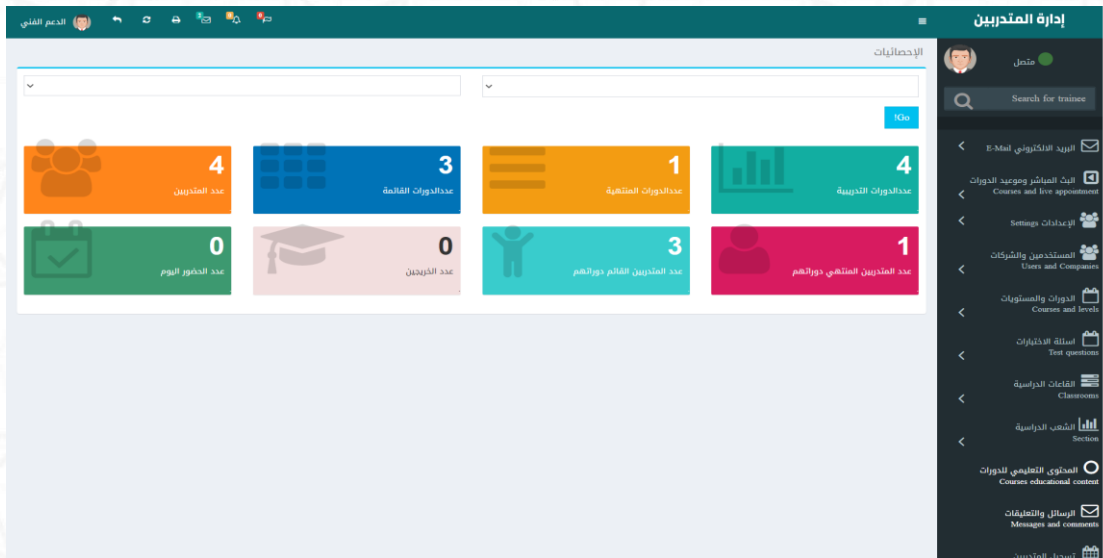 إدارة المتدربين
الدعم الفني
متصل
Search for trainee
البريد الالكتروني E-Mail
البث المباشر وموعيد الدورات
Courses and live appointment
الإعدادات Settings
المستخدمين والشركات
Users and Companies
الدورات والمستويات
Courses and levels
اسئلة الاختبارات
Test questions
القاعات الدراسية
Classrooms
الشعب الدراسية
Section
المحتوى التعليمي للدورات
Courses educational content
الرسائل والتعليقات
Messages and comments
تسجيل المتدربين
الإحصائيات
!Go
4
عددالدورات التدريبية
1
عددالدورات المنتهية
3
عددالدورات القائمة
4
عدد المتدربين
1
عدد المتدربين المنتهي دوراتهم
3
عدد المتدربين القائم دوراتهم
0
عدد الخريجين
0
عدد الحضور اليوم